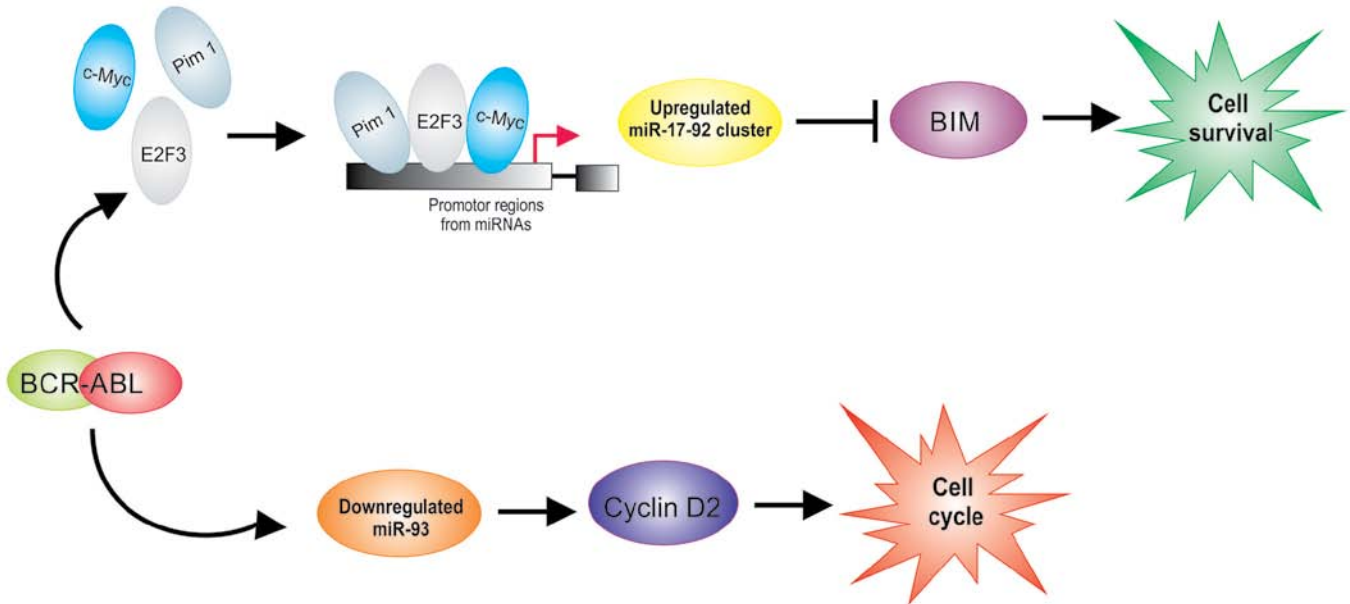 c-Myc
Pim 1
E2F3
Pim 1
E2F3
c-Myc
Promotor regions
from miRNAs
Upregulated
miR-17-92 cluster
BIM
Cell
survival
BCR-ABL
Downregulated
miR-93
Cyclin D2
Cell
cycle